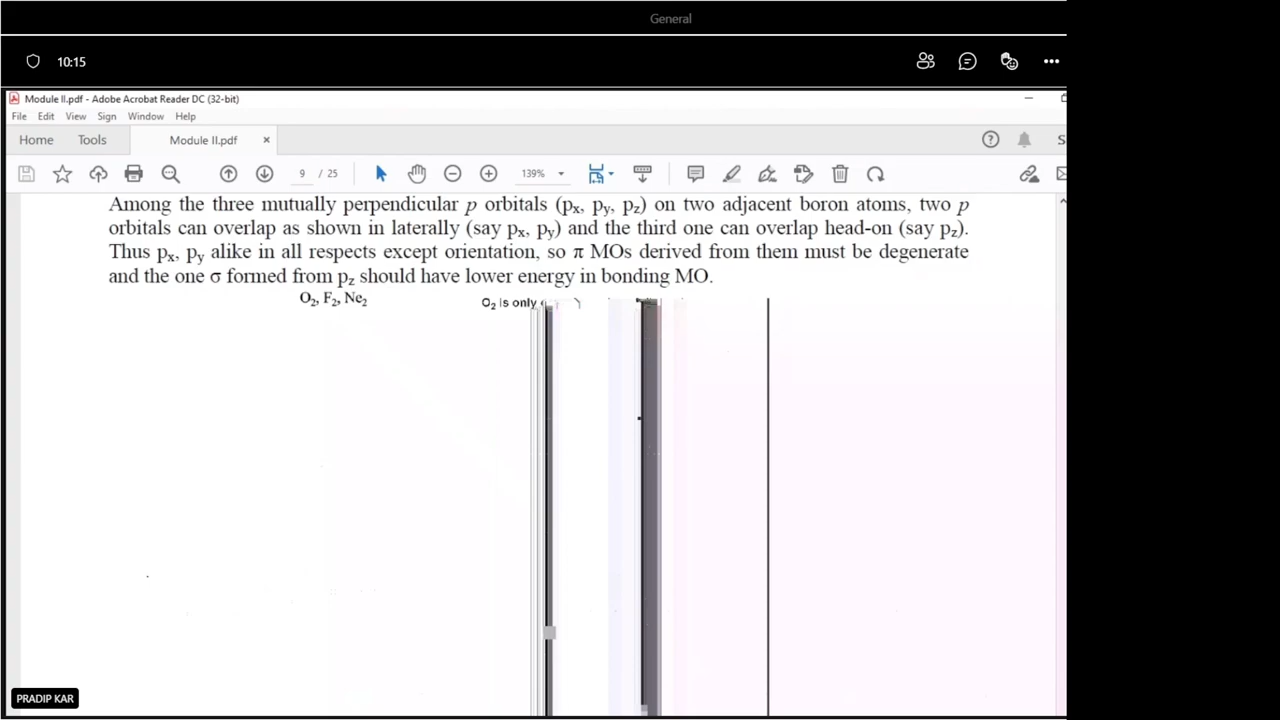 General
10:15
Module II.pdf - Adobe Acrobat Reader DC (32-bit)
File Edit View Sign Window Help
Home Tools Module II.pdf ×
9 / 25 139%
Among the three mutually perpendicular p orbitals (px, py, pz) on two adjacent boron atoms, two p
orbitals can overlap as shown in laterally (say px, py) and the third one can overlap head-on (say pz).
Thus px, py alike in all respects except orientation, so π MOs derived from them must be degenerate
and the one σ formed from pz should have lower energy in bonding MO.
O2, F2, Ne2 O2 is only
PRADIP KAR